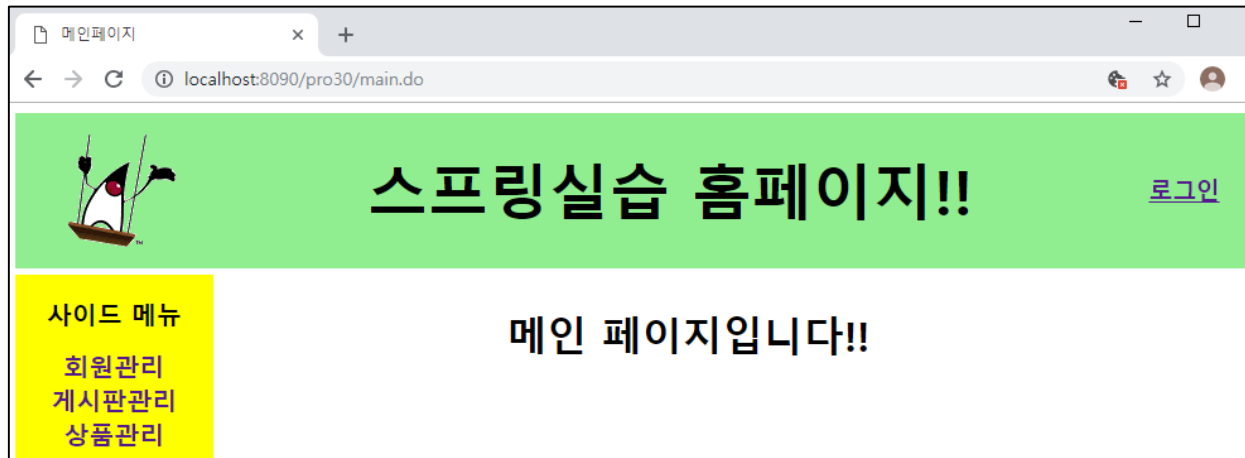 메인페이지
localhost:8090/pro30/main.do
스프링실습 홈페이지!!
로그인
사이드 메뉴
메인 페이지입니다!!
회원관리
게시판관리
상품관리